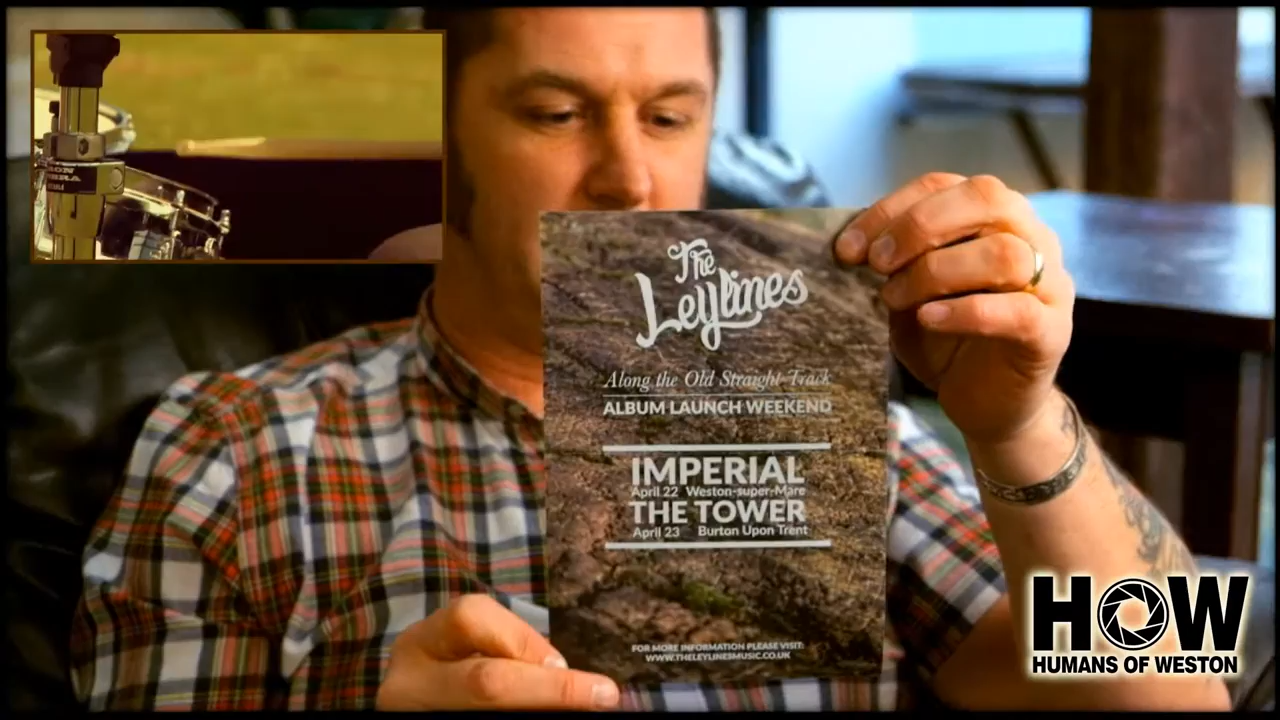 The
Leylines
Along the Old Straight Track
ALBUM LAUNCH WEEKEND
IMPERIAL
April 22 Weston-super-Mare
THE TOWER
April 23 Burton Upon Trent
FOR MORE INFORMATION PLEASE VISIT:
WWW.THELEYLINESMUSIC.CO.UK
HOW
HUMANS OF WESTON